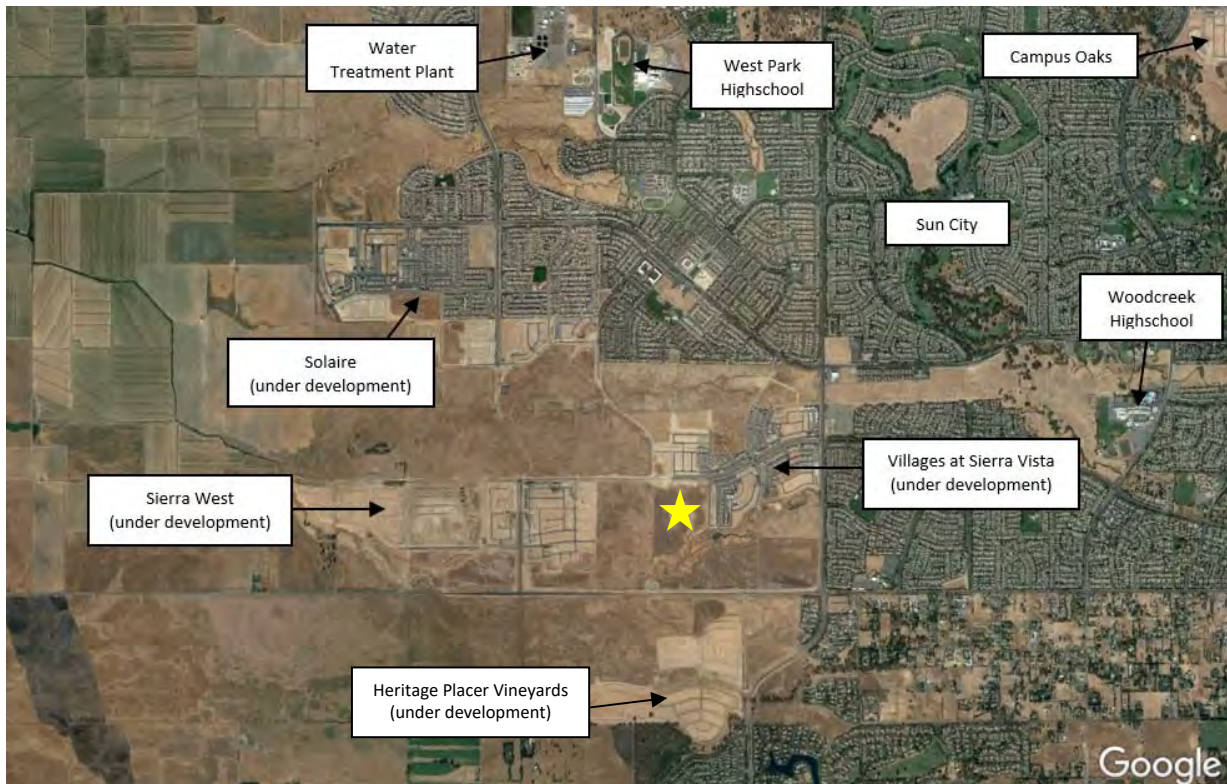 Water
Treatment Plant
West Park
Highschool
Campus Oaks
Sun City
Woodcreek
Highschool
Solaire
(under development)
Villages at Sierra Vista
(under development)
Sierra West
(under development)
Heritage Placer Vineyards
(under development)
Google